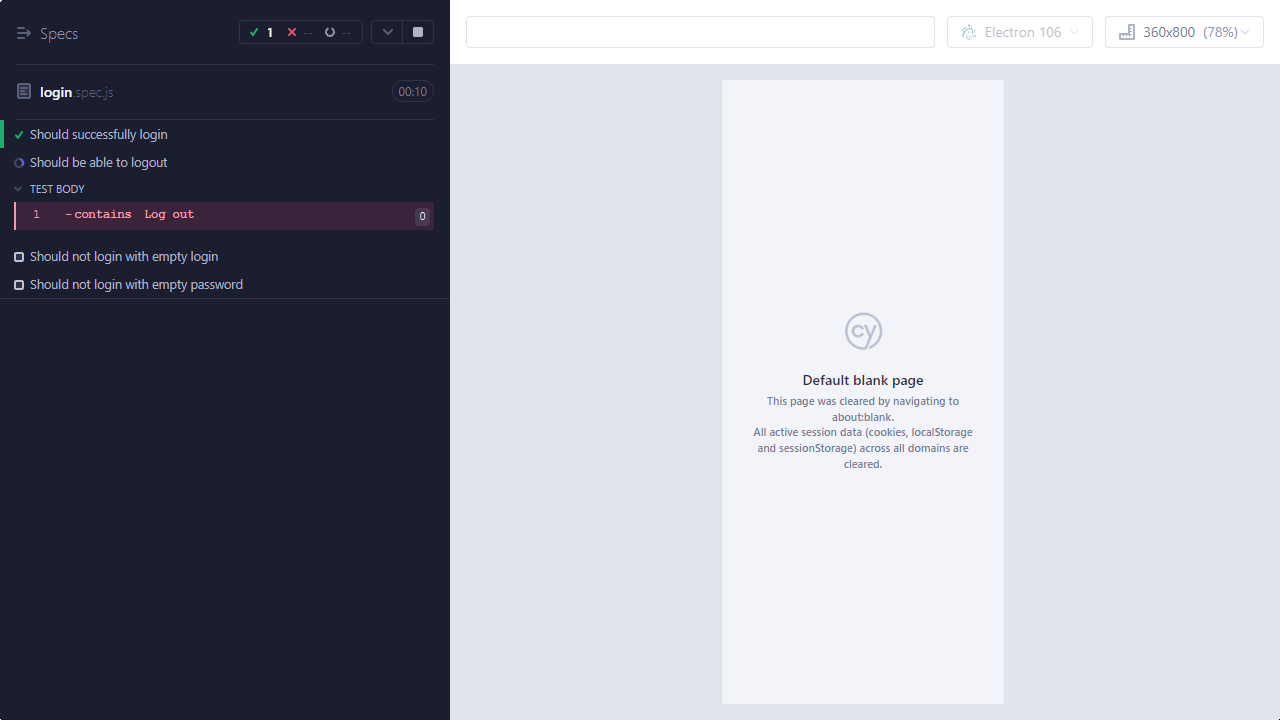 Specs
1 -- --
login.spec.js
00:10
Should successfully login
Should be able to logout
TEST BODY
1 -contains Log out 0
Should not login with empty login
Should not login with empty password
Electron 106
360x800 (78%)
cy
Default blank page
This page was cleared by navigating to
about:blank.
All active session data (cookies, localStorage
and sessionStorage) across all domains are
cleared.